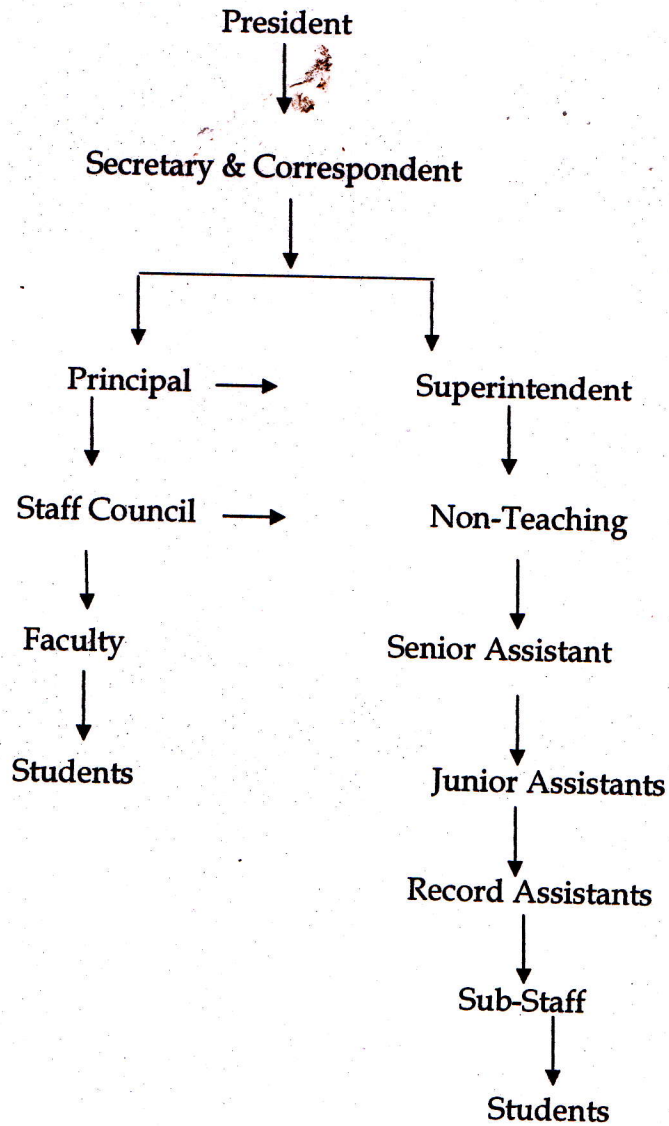 President
Secretary & Correspondent
Principal
Superintendent
Staff Council
Non-Teaching
Faculty
Senior Assistant
Students
Junior Assistants
Record Assistants
Sub-Staff
Students